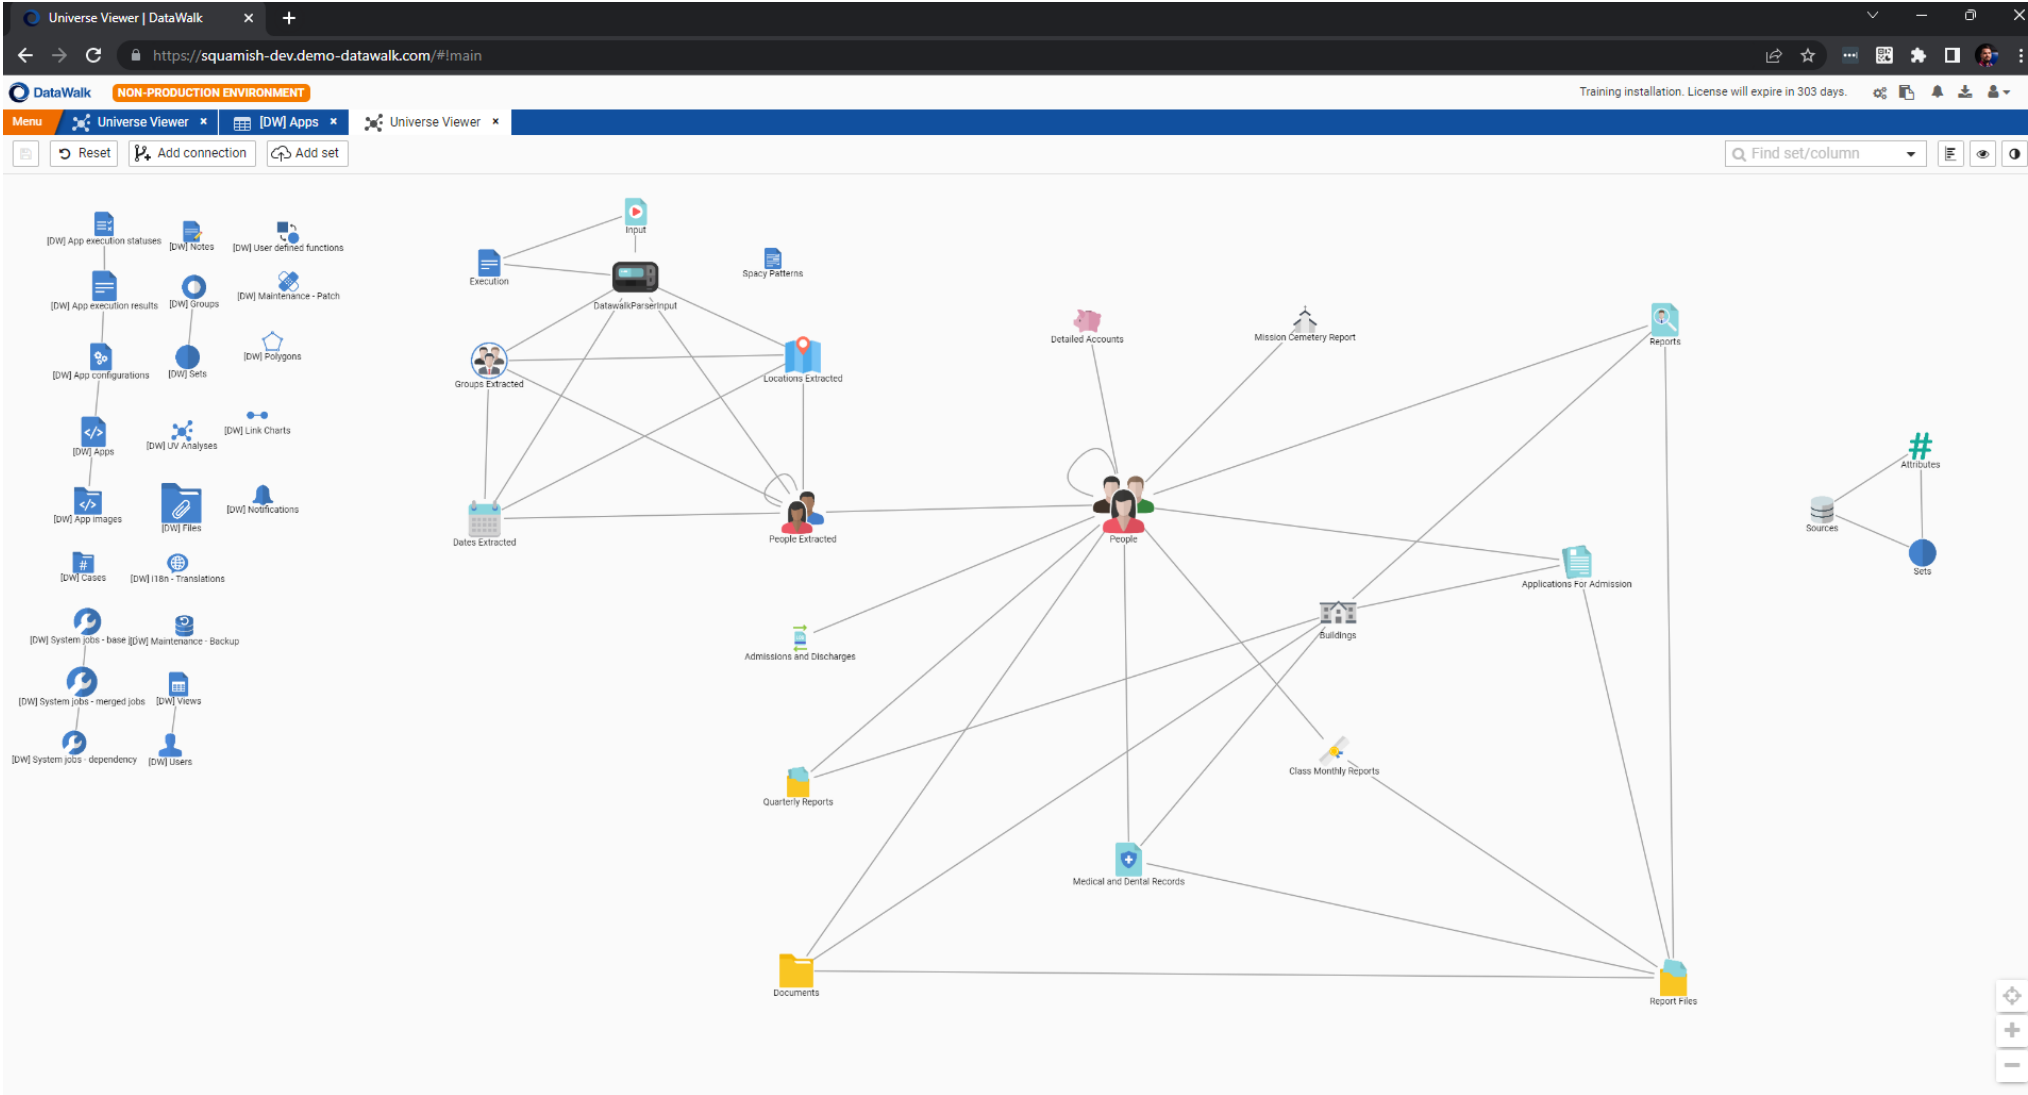 Universe Viewer | DataWalk
https://squamish-dev.demo-datawalk.com/#!main
DataWalk NON-PRODUCTION ENVIRONMENT
Training installation. License will expire in 303 days.
Menu Universe Viewer × [DW] Apps × Universe Viewer ×
Reset Add connection Add set
Find set/column
[DW] App execution statuses
[DW] Notes
[DW] User defined functions
[DW] App execution results
[DW] Groups
[DW] Maintenance - Patch
[DW] App configurations
[DW] Sets
[DW] Polygons
[DW] Apps
[DW] UV Analyses
[DW] Link Charts
[DW] App images
[DW] Files
[DW] Notifications
[DW] Cases
[DW] i18n - Translations
[DW] System jobs - base
[DW] Maintenance - Backup
[DW] System jobs - merged jobs
[DW] Views
[DW] System jobs - dependency
[DW] Users
Input
Execution
DatawalkParserInput
Spacy Patterns
Groups Extracted
Locations Extracted
Dates Extracted
People Extracted
Detailed Accounts
Mission Cemetery Report
Reports
People
Applications For Admission
Buildings
Admissions and Discharges
Quarterly Reports
Class Monthly Reports
Medical and Dental Records
Documents
Report Files
Attributes
Sources
Sets